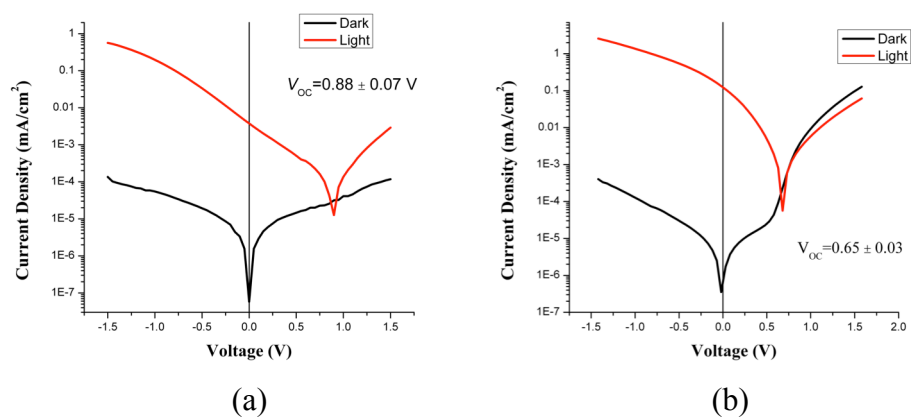 Dark
Light
V_OC=0.88 ± 0.07 V
Current Density (mA/cm²)
1
0.1
0.01
1E-3
1E-4
1E-5
1E-6
1E-7
-1.5 -1.0 -0.5 0.0 0.5 1.0 1.5
Voltage (V)
(a)
Dark
Light
V_OC=0.65 ± 0.03
Current Density (mA/cm²)
1
0.1
0.01
1E-3
1E-4
1E-5
1E-6
1E-7
-1.5 -1.0 -0.5 0.0 0.5 1.0 1.5 2.0
Voltage (V)
(b)